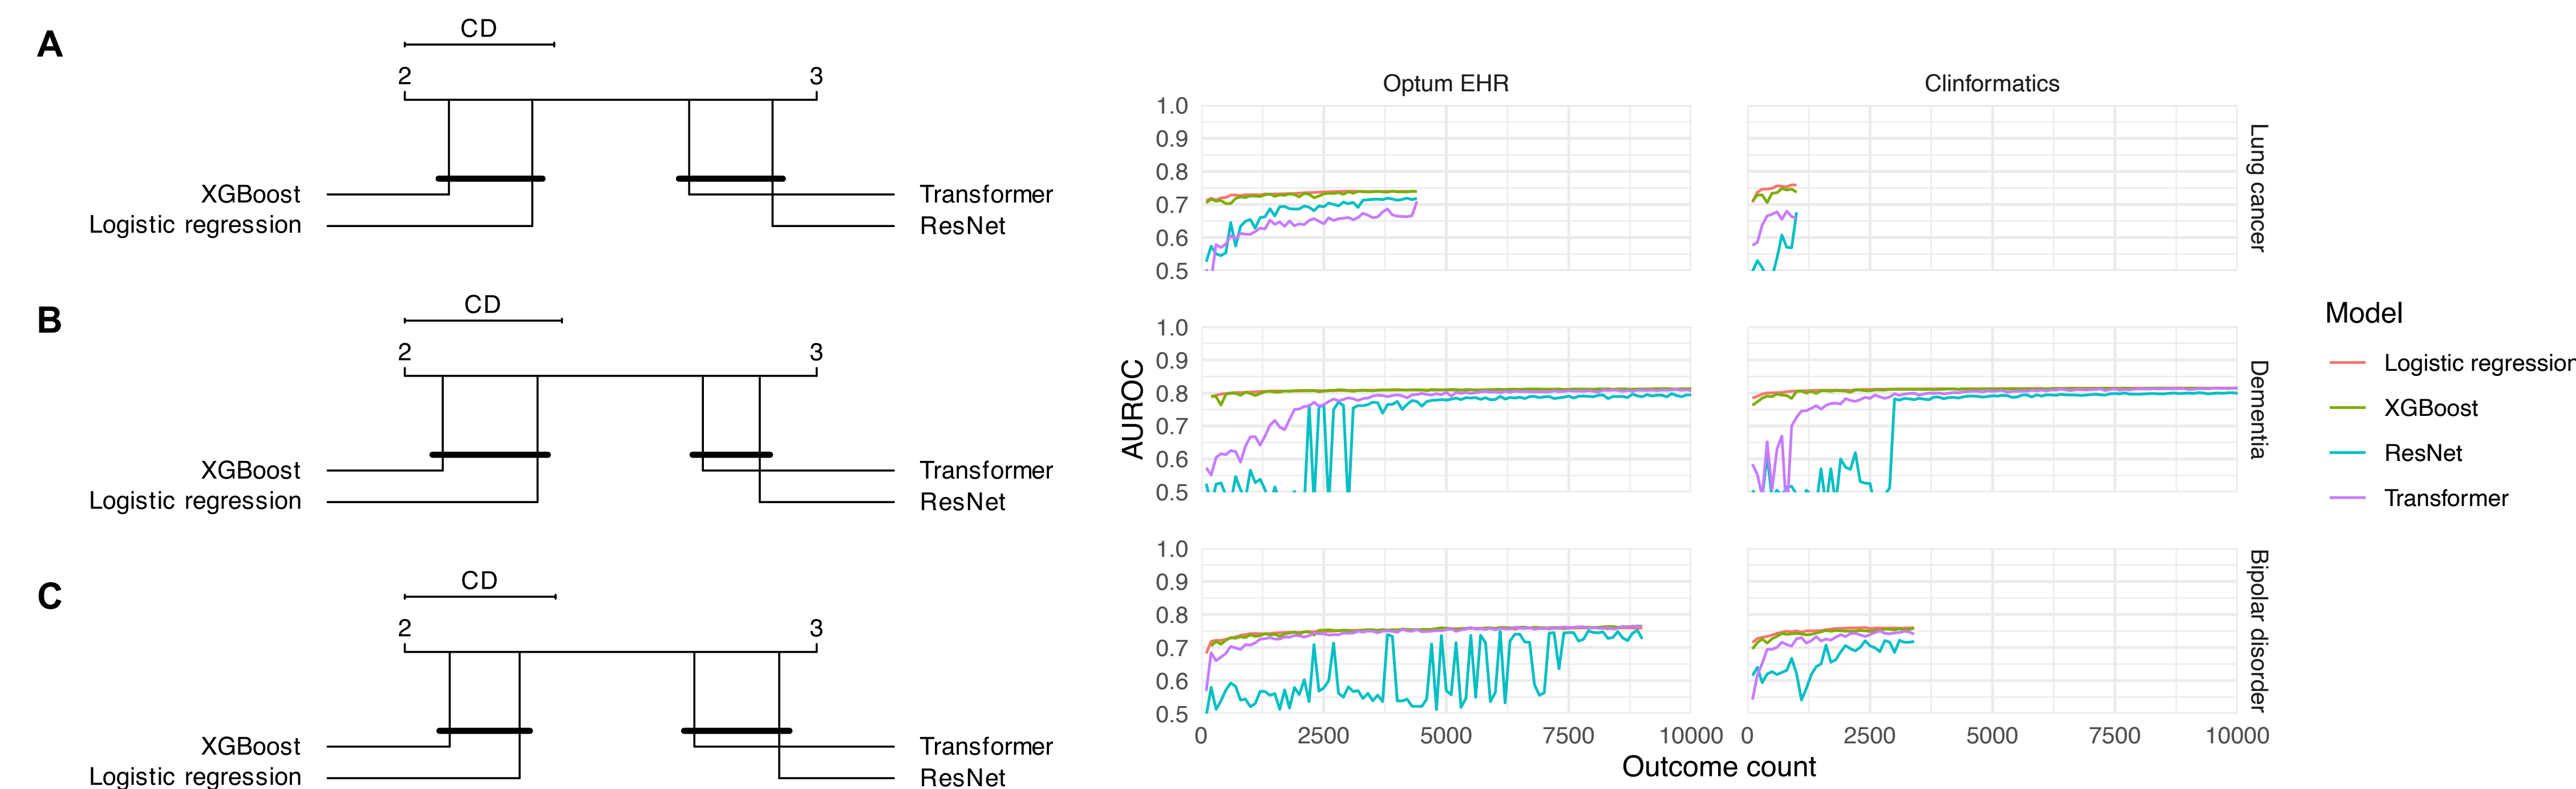 A
CD
2 3
XGBoost
Logistic regression
Transformer
ResNet
B
CD
2 3
XGBoost
Logistic regression
Transformer
ResNet
C
CD
2 3
XGBoost
Logistic regression
Transformer
ResNet
Optum EHR
Clinformatics
AUROC
1.0
0.9
0.8
0.7
0.6
0.5
Lung cancer
1.0
0.9
0.8
0.7
0.6
0.5
Dementia
1.0
0.9
0.8
0.7
0.6
0.5
Bipolar disorder
0 2500 5000 7500 10000
0 2500 5000 7500 10000
Outcome count
Model
Logistic regression
XGBoost
ResNet
Transformer